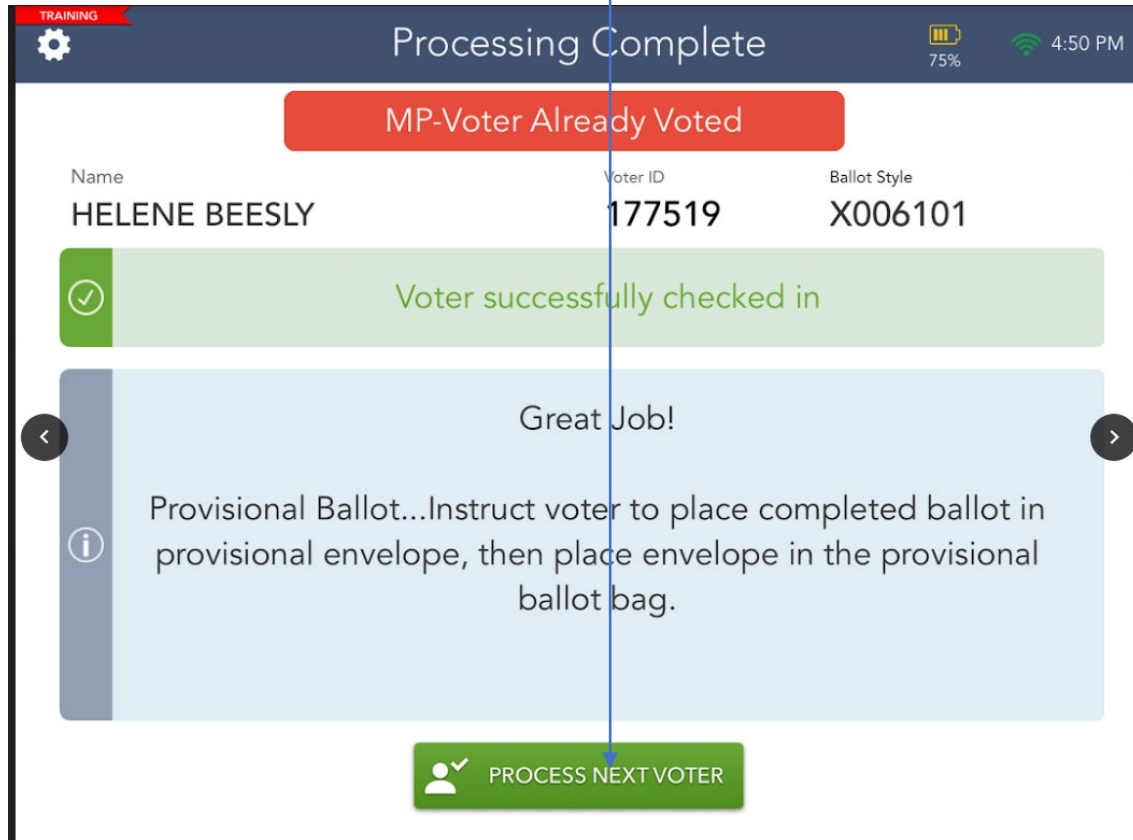 TRAINING
Processing Complete
75%
4:50 PM
MP-Voter Already Voted
Name
Voter ID
Ballot Style
HELENE BEESLY
177519
X006101
Voter successfully checked in
Great Job!
Provisional Ballot...Instruct voter to place completed ballot in
provisional envelope, then place envelope in the provisional
ballot bag.
PROCESS NEXT VOTER